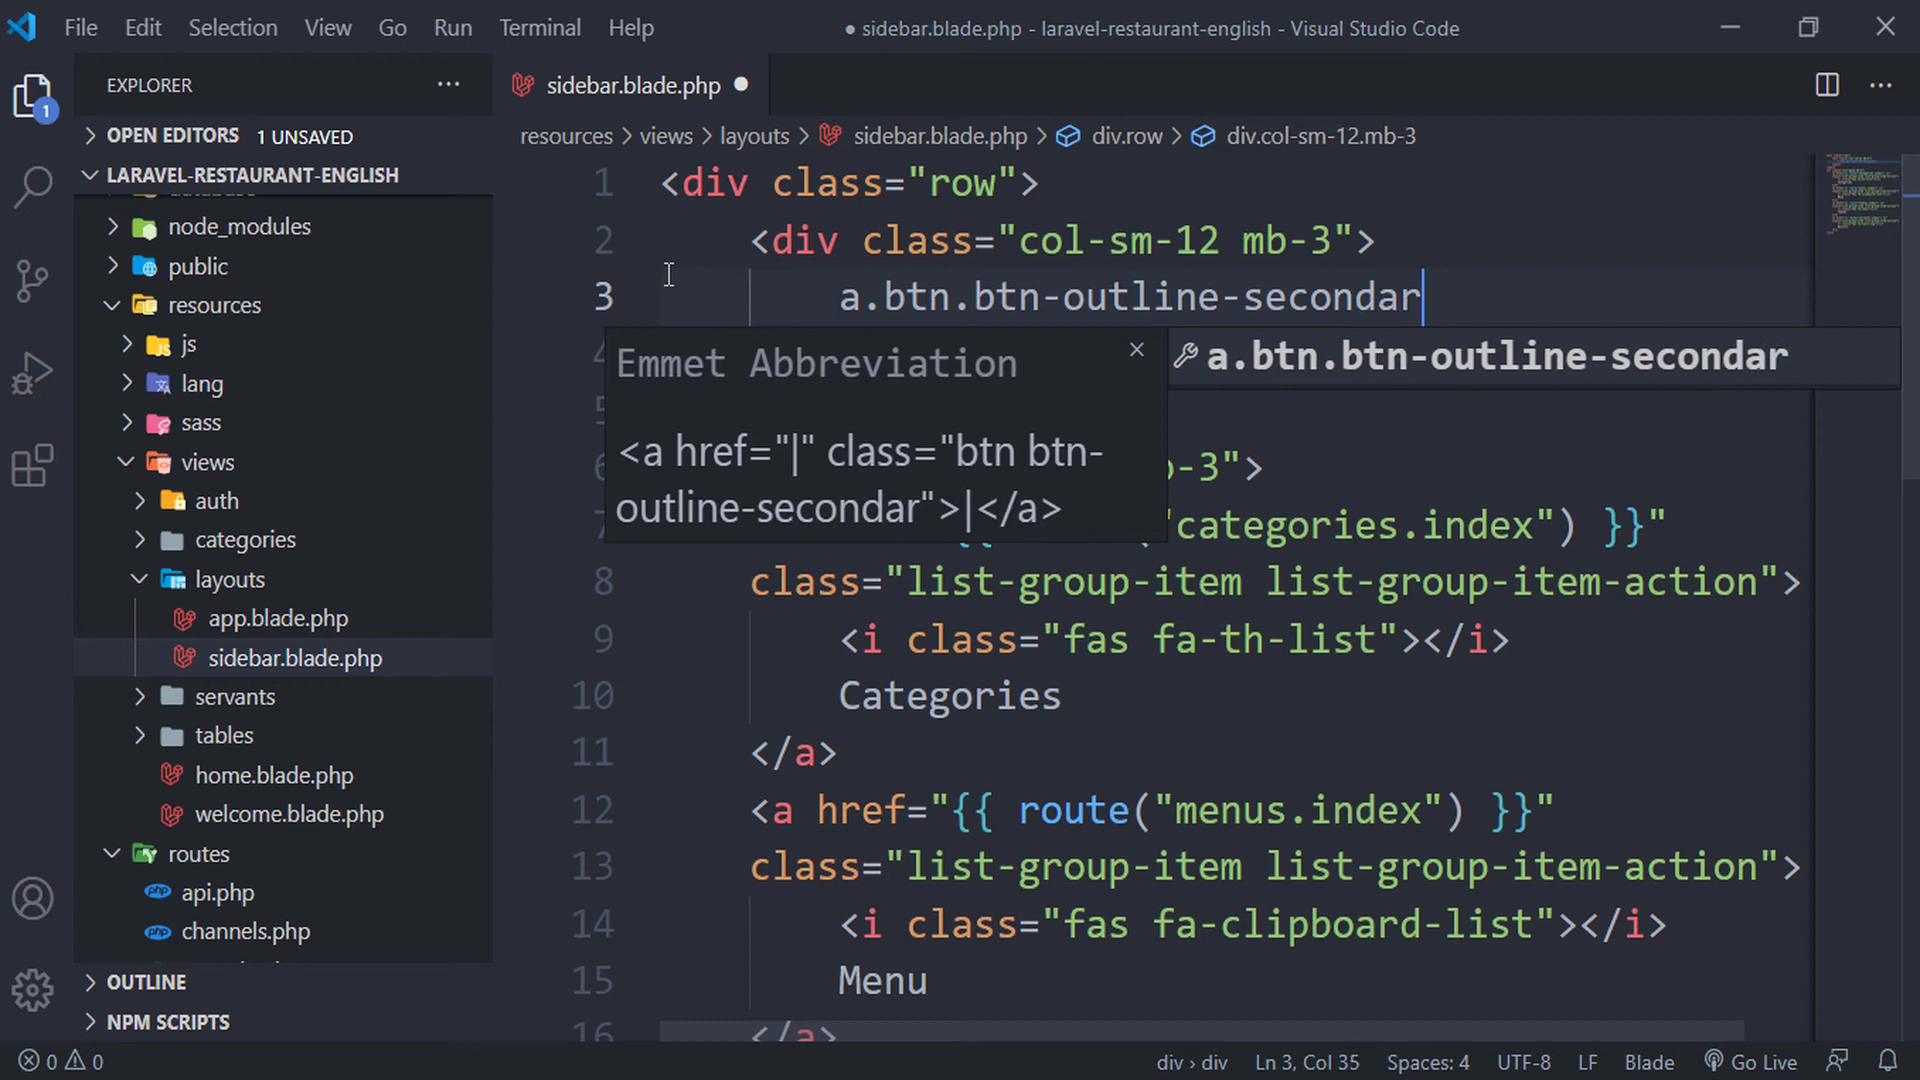 File Edit Selection View Go Run Terminal Help
● sidebar.blade.php - laravel-restaurant-english - Visual Studio Code
EXPLORER
OPEN EDITORS 1 UNSAVED
LARAVEL-RESTAURANT-ENGLISH
node_modules
public
resources
js
lang
sass
views
auth
categories
layouts
app.blade.php
sidebar.blade.php
servants
tables
home.blade.php
welcome.blade.php
routes
api.php
channels.php
OUTLINE
NPM SCRIPTS
1
sidebar.blade.php ●
resources > views > layouts > sidebar.blade.php > div.row > div.col-sm-12.mb-3
1 <div class="row">
2 <div class="col-sm-12 mb-3">
3 a.btn.btn-outline-secondar
Emmet Abbreviation
<a href="|" class="btn btn-
outline-secondar">|</a>
a.btn.btn-outline-secondar
-3">
"categories.index") }}"
8 class="list-group-item list-group-item-action">
9 <i class="fas fa-th-list"></i>
10 Categories
11 </a>
12 <a href="{{ route("menus.index") }}"
13 class="list-group-item list-group-item-action">
14 <i class="fas fa-clipboard-list"></i>
15 Menu
16 </a>
0 0
div › div Ln 3, Col 35 Spaces: 4 UTF-8 LF Blade Go Live